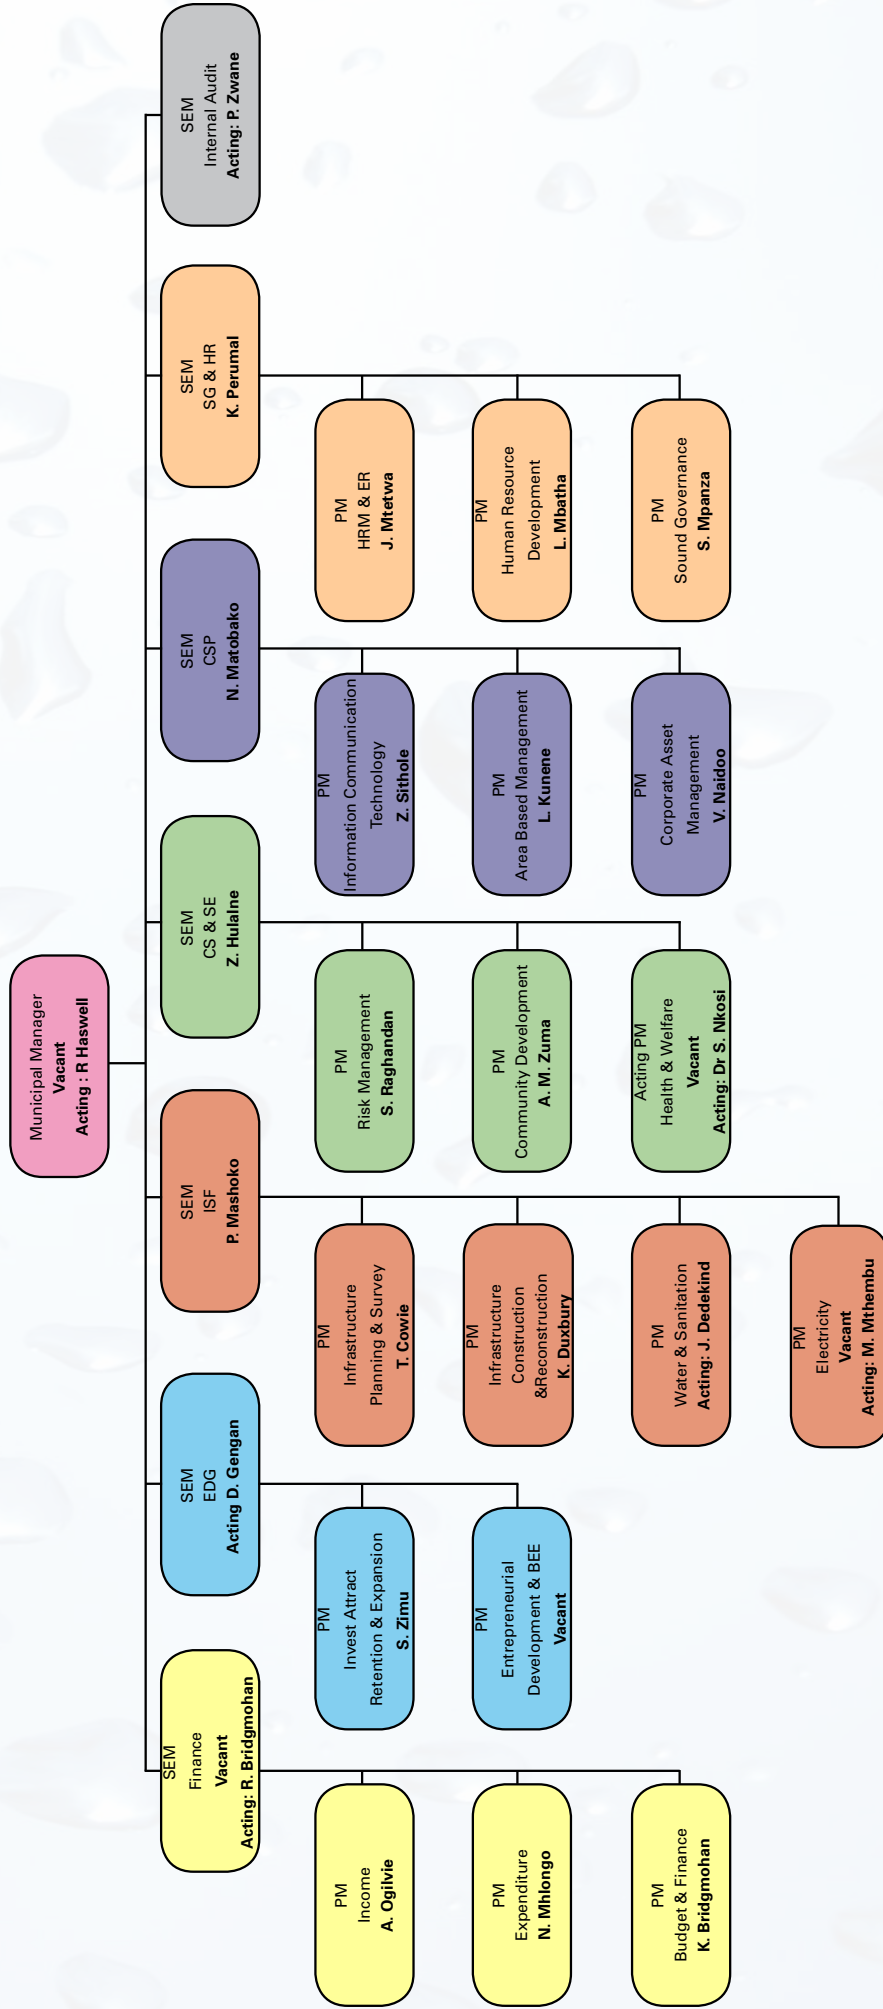 Municipal Manager
Vacant
Acting : R Haswell
SEM
Finance
Vacant
Acting: R. Bridgmohan
SEM
EDG
Acting D. Gengan
SEM
ISF
P. Mashoko
SEM
CS & SE
Z. Hulalne
SEM
CSP
N. Matobako
SEM
SG & HR
K. Perumal
SEM
Internal Audit
Acting: P. Zwane
PM
Income
A. Ogilvie
PM
Invest Attract
Retention & Expansion
S. Zimu
PM
Infrastructure
Planning & Survey
T. Cowie
PM
Risk Management
S. Raghandan
PM
Information Communication
Technology
Z. Sithole
PM
HRM & ER
J. Mtetwa
PM
Expenditure
N. Mhlongo
PM
Entrepreneurial
Development & BEE
Vacant
PM
Infrastructure
Construction
&Reconstruction
K. Duxbury
PM
Community Development
A. M. Zuma
PM
Area Based Management
L. Kunene
PM
Human Resource
Development
L. Mbatha
PM
Budget & Finance
K. Bridgmohan
PM
Water & Sanitation
Acting: J. Dedekind
Acting PM
Health & Welfare
Vacant
Acting: Dr S. Nkosi
PM
Corporate Asset
Management
V. Naidoo
PM
Sound Governance
S. Mpanza
PM
Electricity
Vacant
Acting: M. Mthembu